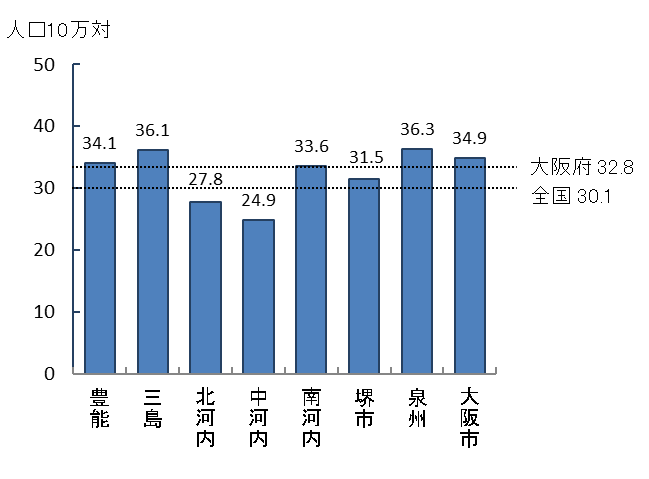 人口10万対
50
40
30
20
10
0
34.1
36.1
27.8
24.9
33.6
31.5
36.3
34.9
大阪府 32.8
全国 30.1
豊能
三島
北河内
中河内
南河内
堺市
泉州
大阪市